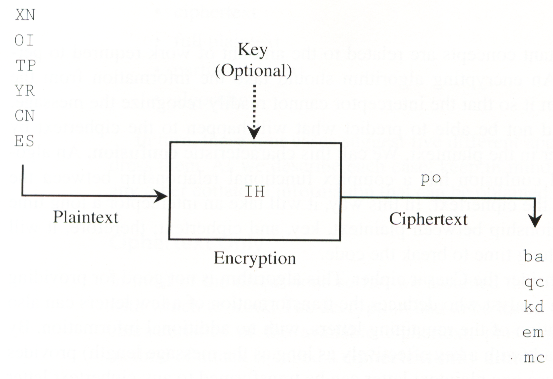 XN
OI
TP
YR
CN
ES
Key
(Optional)
IH
po
Plaintext
Ciphertext
Encryption
ba
qc
kd
em
mc